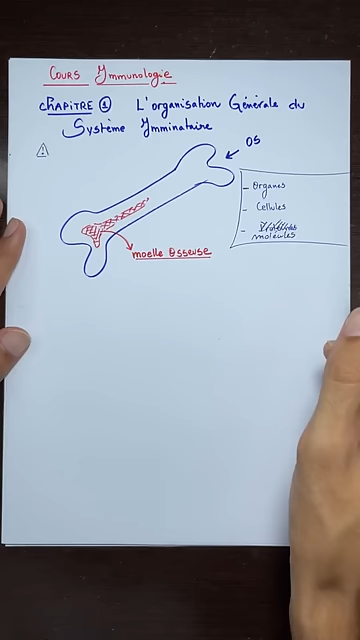 Cours Immunologie
CHAPITRE ① L'organisation Générale du
Système Imminataire
OS
- Organes
- Cellules
- molécules
moelle Osseuse